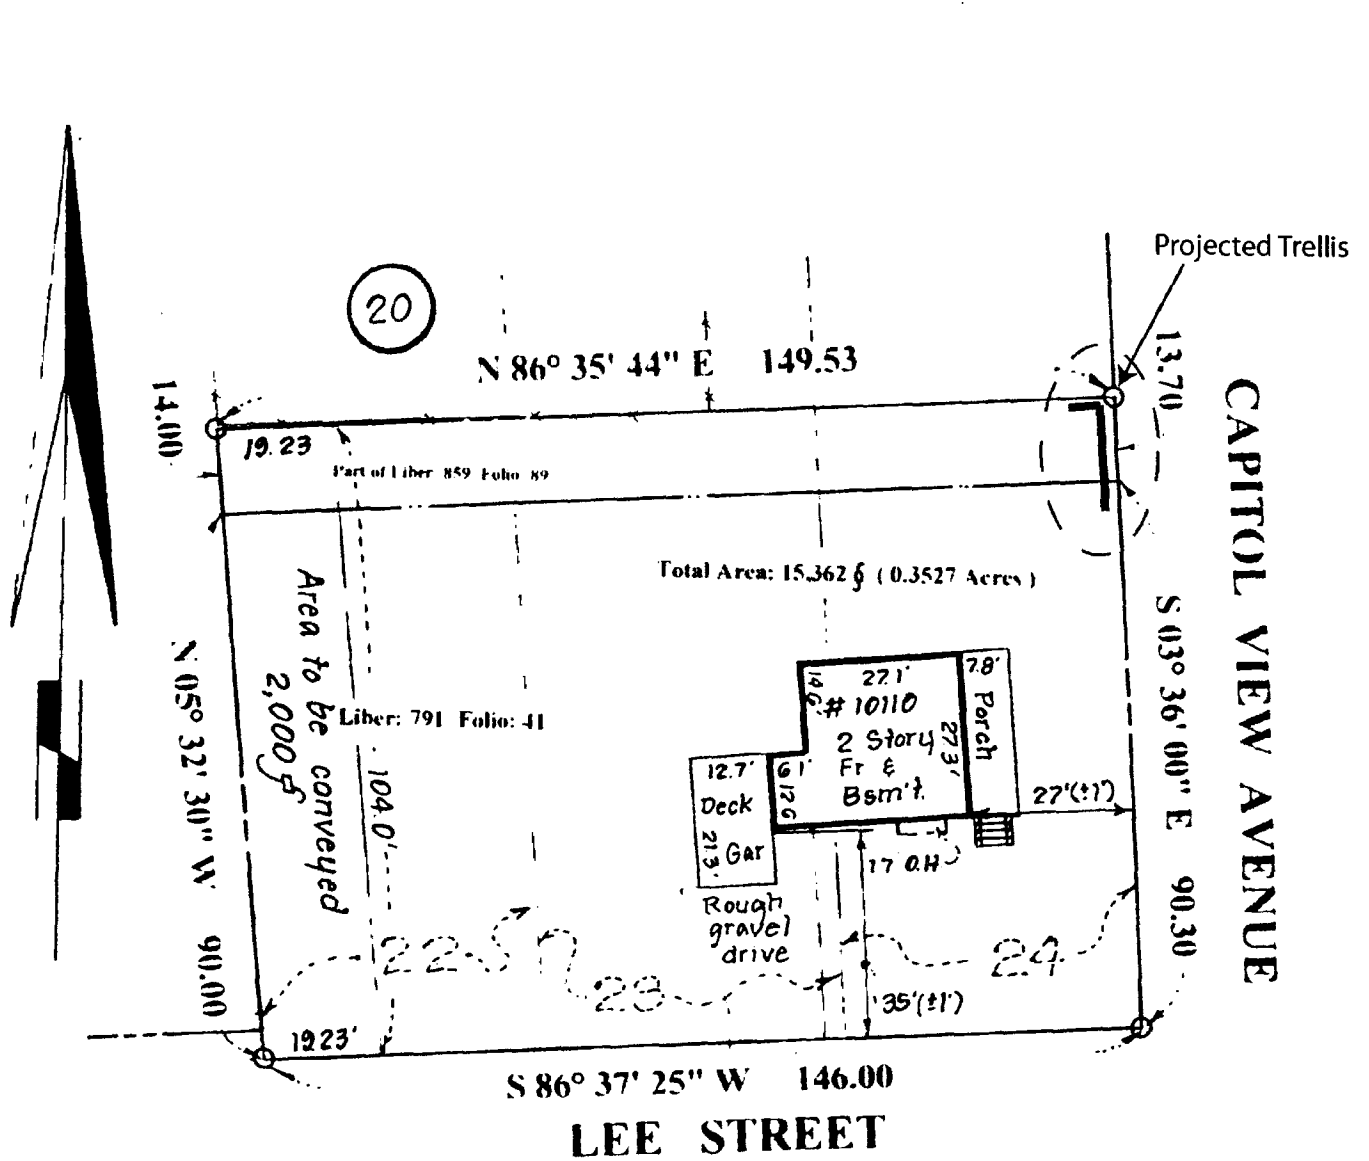 Projected Trellis
20
N 86° 35' 44" E 149.53
13.70
14.00
19.23
Part of Liber 859 Folio 89
Total Area: 15,362 ( 0.3527 Acres )
CAPITOL VIEW AVENUE
S 03° 36' 00" E 90.30
N 05° 32' 30" W 90.00
Area to be conveyed
2,000
Liber: 791 Folio: 41
104.0'
27.1'
7.8'
14 6
# 10110
2 Story
Fr &
Bsm't.
27.3'
Porch
12.7'
6 1'
12 6
Deck
21.3'
Gar
27'(±1')
17 O.H
Rough
gravel
drive
22
23
24
35'(±1')
19.23'
S 86° 37' 25" W 146.00
LEE STREET